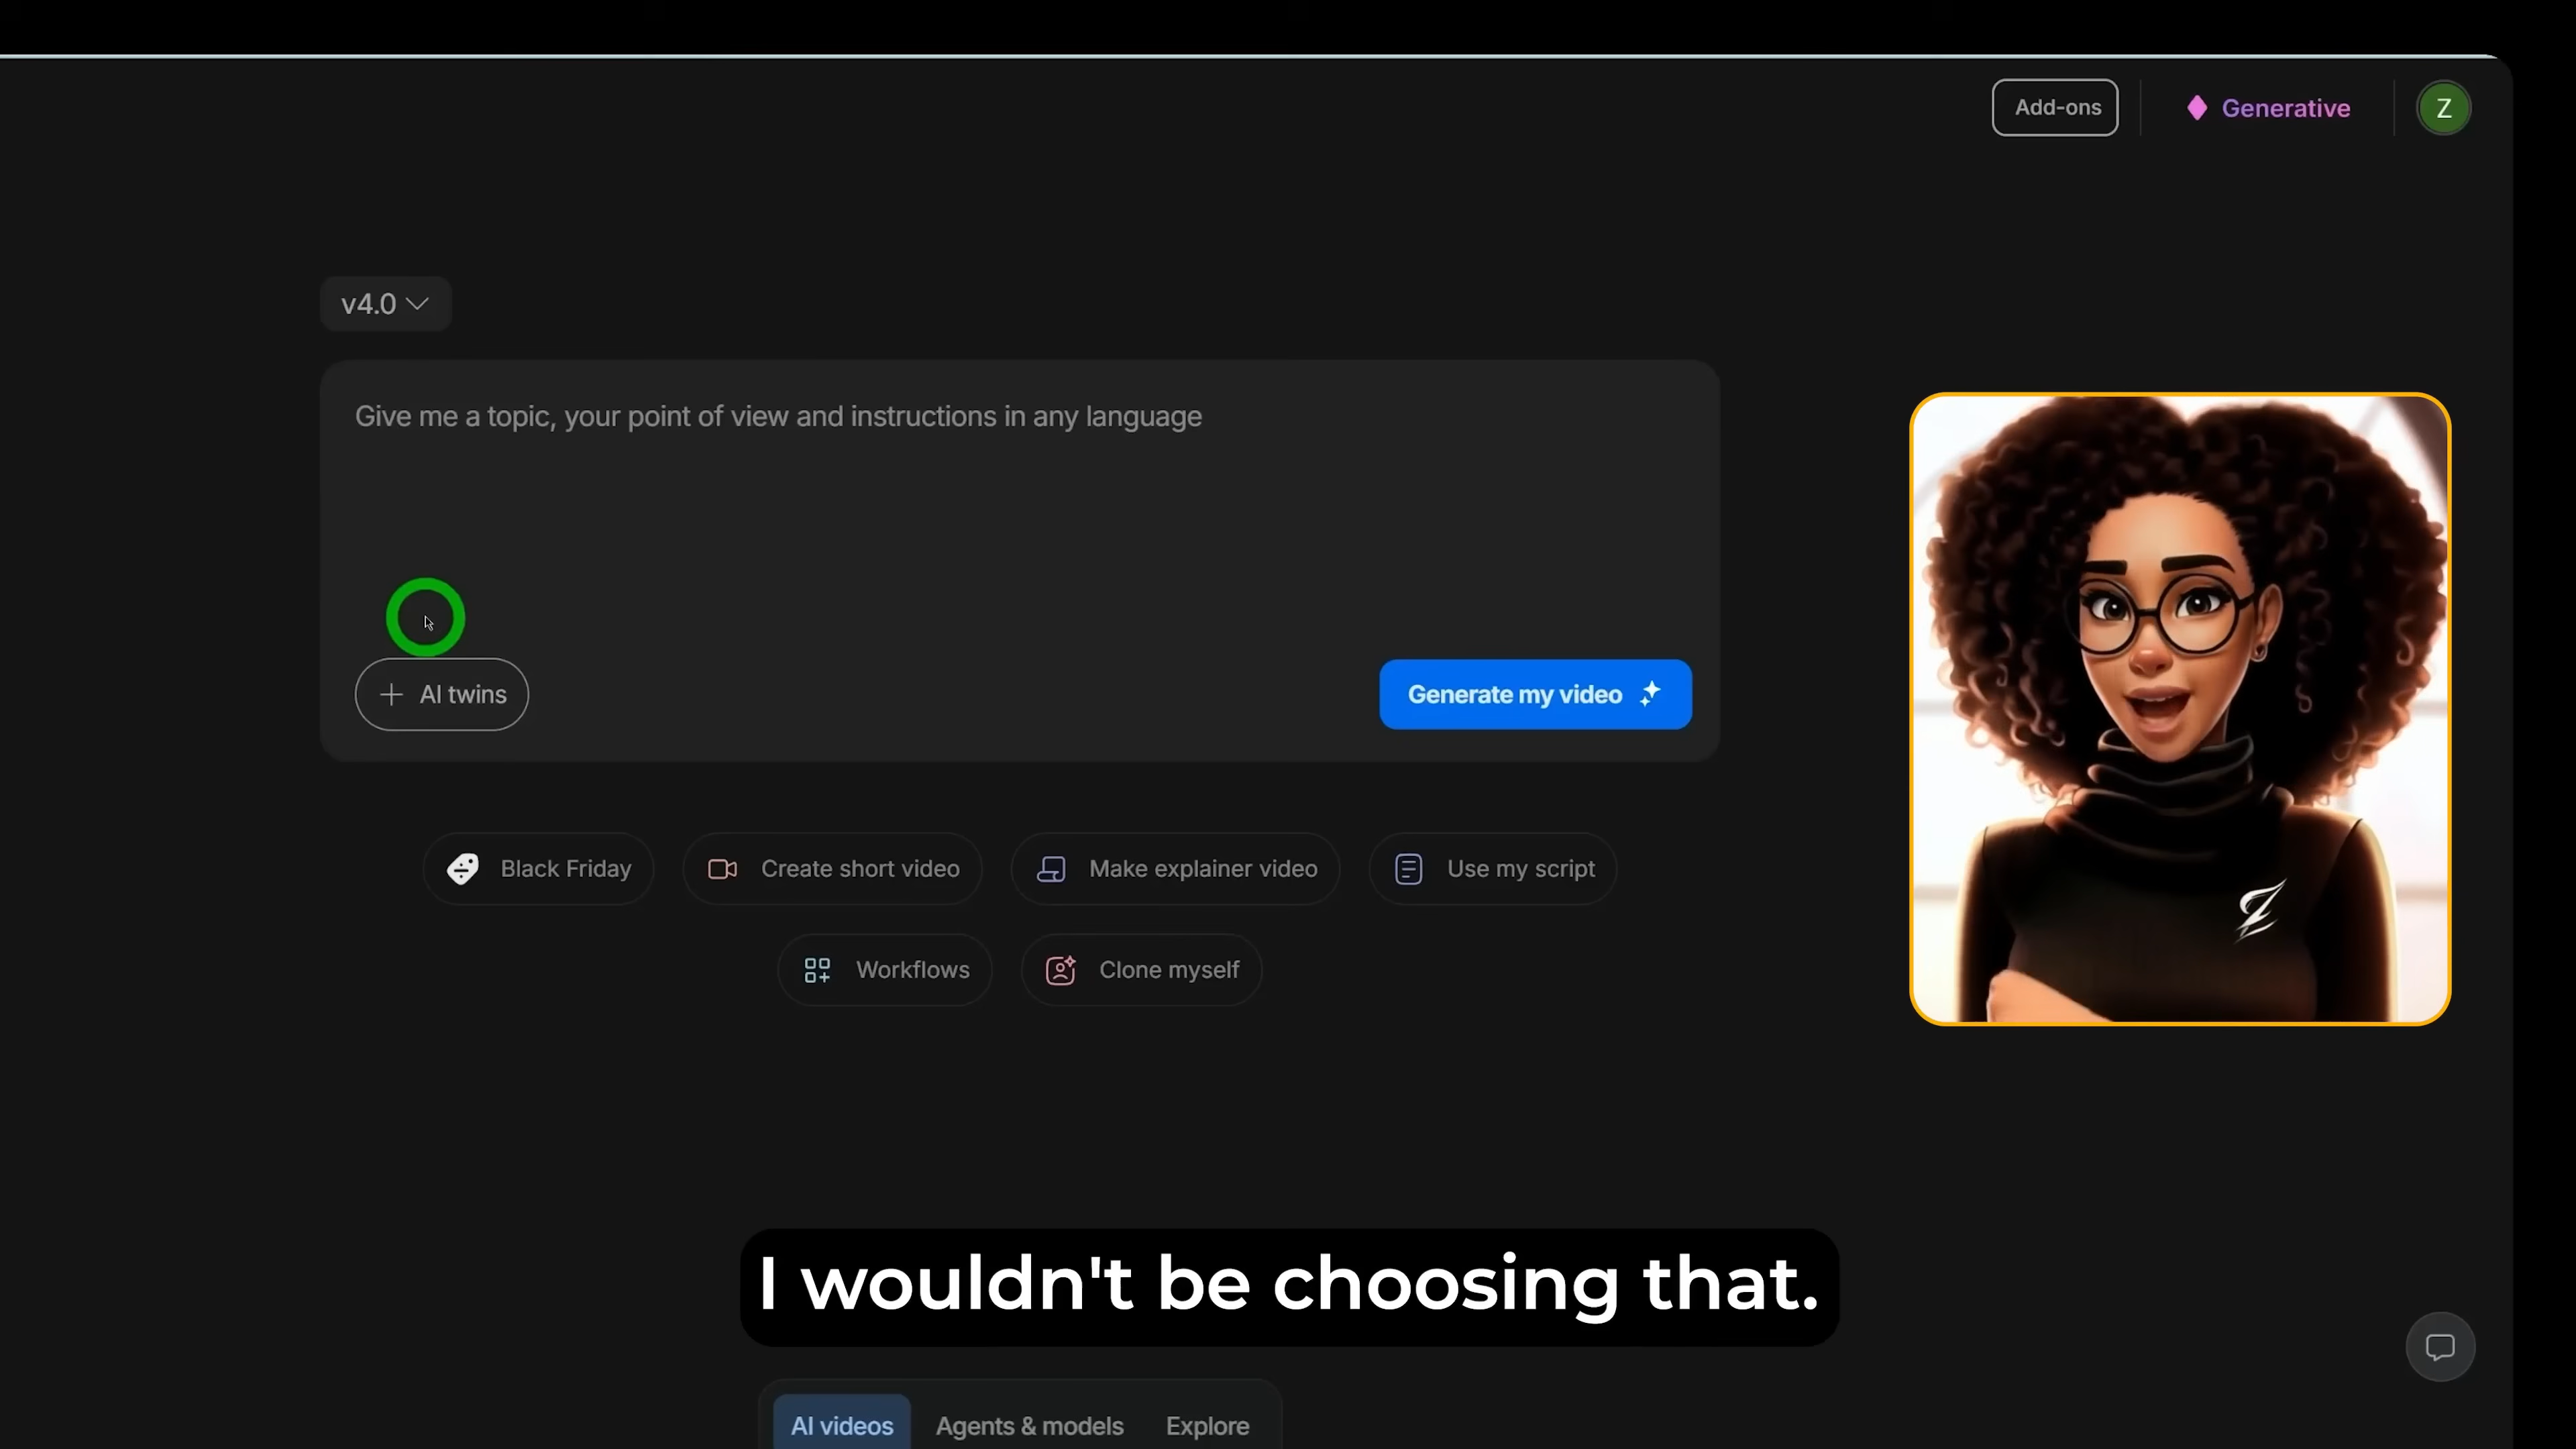 Add-ons
Generative
Z
v4.0
Give me a topic, your point of view and instructions in any language
AI twins
Generate my video
Black Friday
Create short video
Make explainer video
Use my script
Workflows
Clone myself
Z
I wouldn't be choosing that.
AI videos
Agents & models
Explore